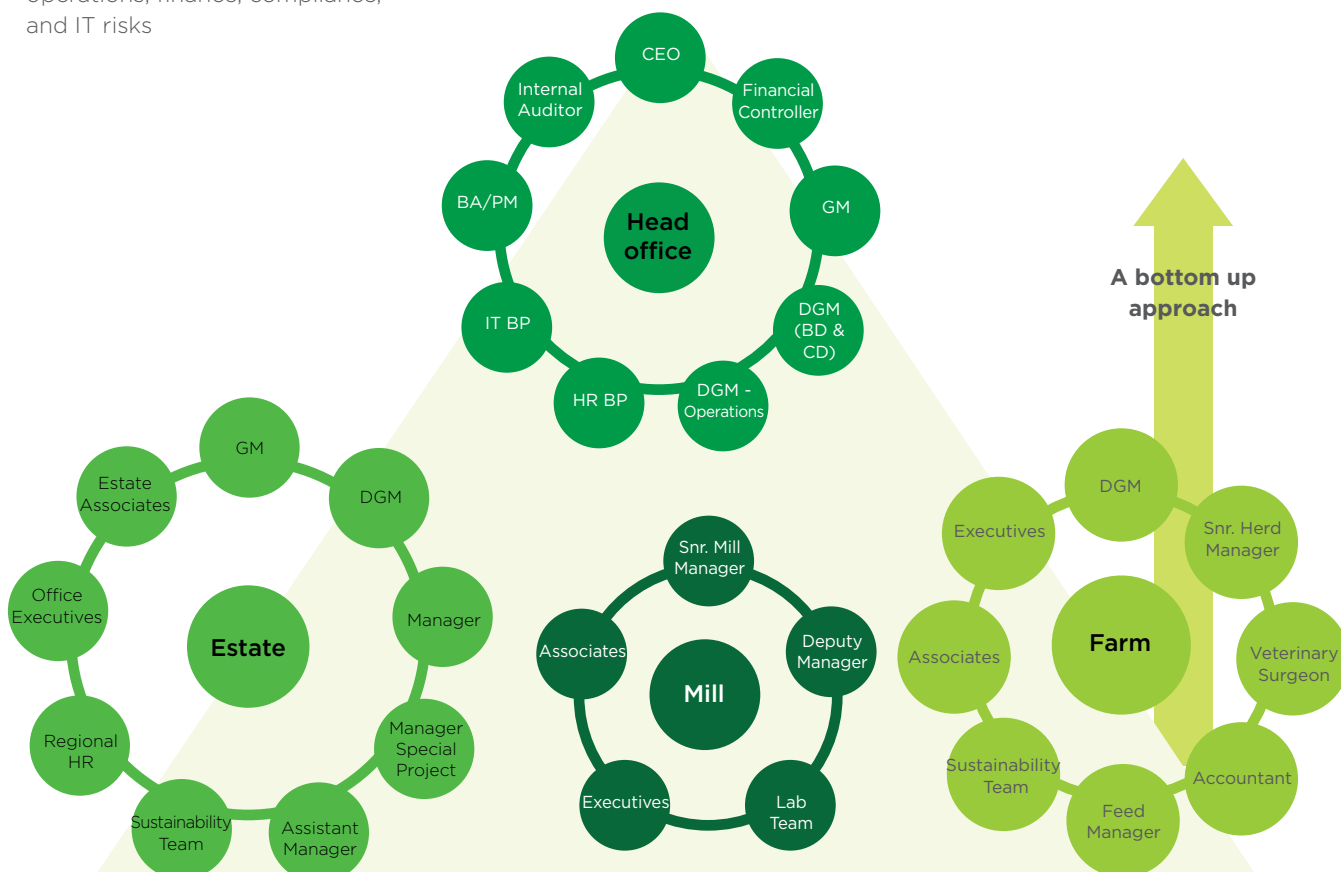 and IT risks
CEO
Internal
Auditor
Financial
Controller
BA/PM
GM
Head
office
IT BP
DGM
(BD &
CD)
HR BP
DGM -
Operations
A bottom up
approach
GM
Estate
Associates
DGM
Office
Executives
Manager
Estate
Regional
HR
Manager
Special
Project
Sustainability
Team
Assistant
Manager
Snr. Mill
Manager
Associates
Deputy
Manager
Mill
Executives
Lab
Team
DGM
Executives
Snr. Herd
Manager
Associates
Farm
Veterinary
Surgeon
Sustainability
Team
Accountant
Feed
Manager